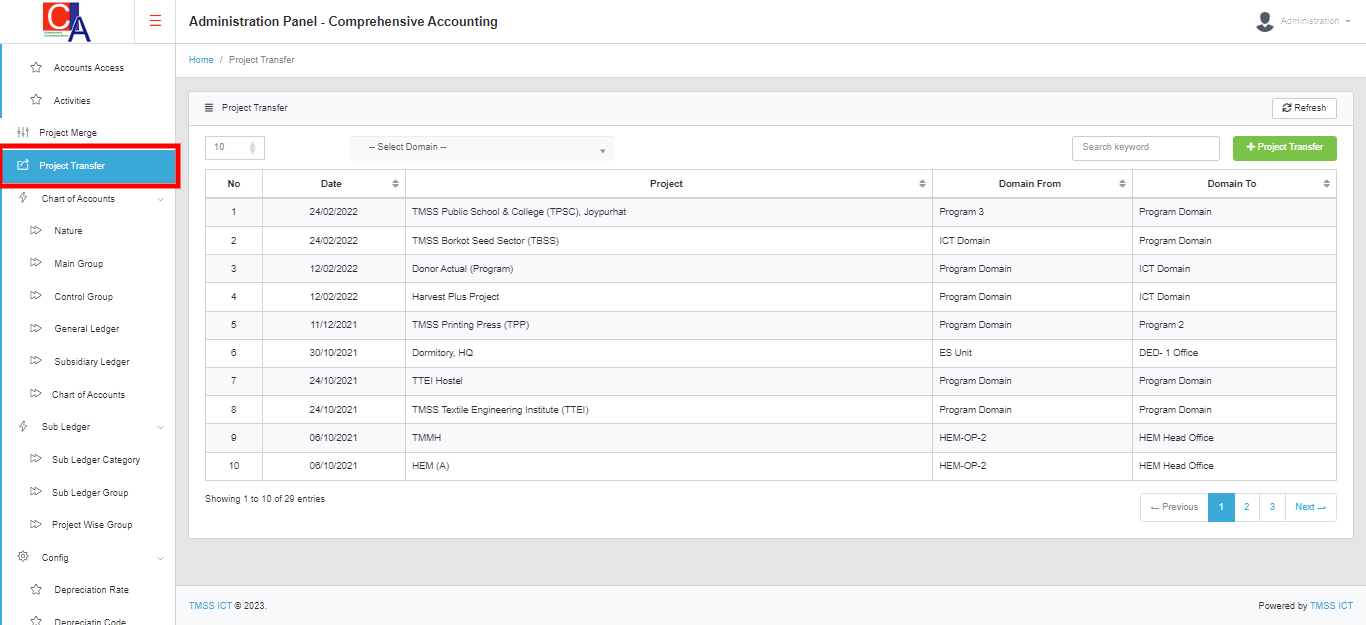 CA
Administration Panel - Comprehensive Accounting
Administration
Accounts Access
Activities
Project Merge
Project Transfer
Chart of Accounts
Nature
Main Group
Control Group
General Ledger
Subsidiary Ledger
Chart of Accounts
Sub Ledger
Sub Ledger Category
Sub Ledger Group
Project Wise Group
Config
Depreciation Rate
Depreciatin Code
Home / Project Transfer
Project Transfer
Refresh
10
-- Select Domain --
Search keyword
+ Project Transfer
No Date Project Domain From Domain To
1 24/02/2022 TMSS Public School & College (TPSC), Joypurhat Program 3 Program Domain
2 24/02/2022 TMSS Borkot Seed Sector (TBSS) ICT Domain Program Domain
3 12/02/2022 Donor Actual (Program) Program Domain ICT Domain
4 12/02/2022 Harvest Plus Project Program Domain ICT Domain
5 11/12/2021 TMSS Printing Press (TPP) Program Domain Program 2
6 30/10/2021 Dormitory, HQ ES Unit DED- 1 Office
7 24/10/2021 TTEI Hostel Program Domain Program Domain
8 24/10/2021 TMSS Textile Engineering Institute (TTEI) Program Domain Program Domain
9 06/10/2021 TMMH HEM-OP-2 HEM Head Office
10 06/10/2021 HEM (A) HEM-OP-2 HEM Head Office
Showing 1 to 10 of 29 entries
← Previous 1 2 3 Next →
TMSS ICT © 2023.
Powered by TMSS ICT